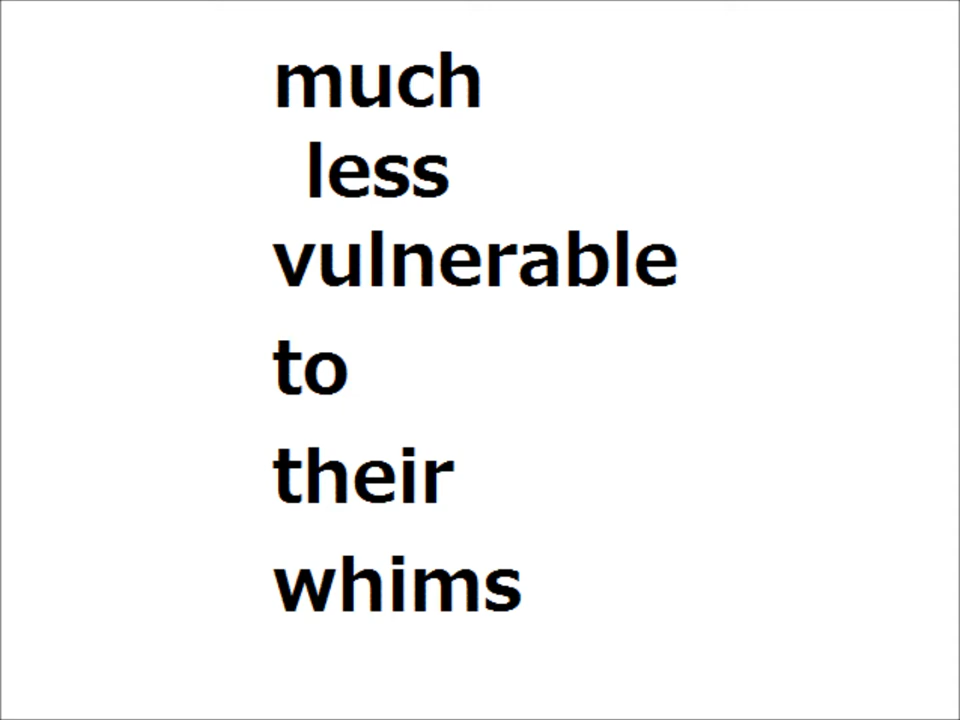 much
less
vulnerable
to
their
whims